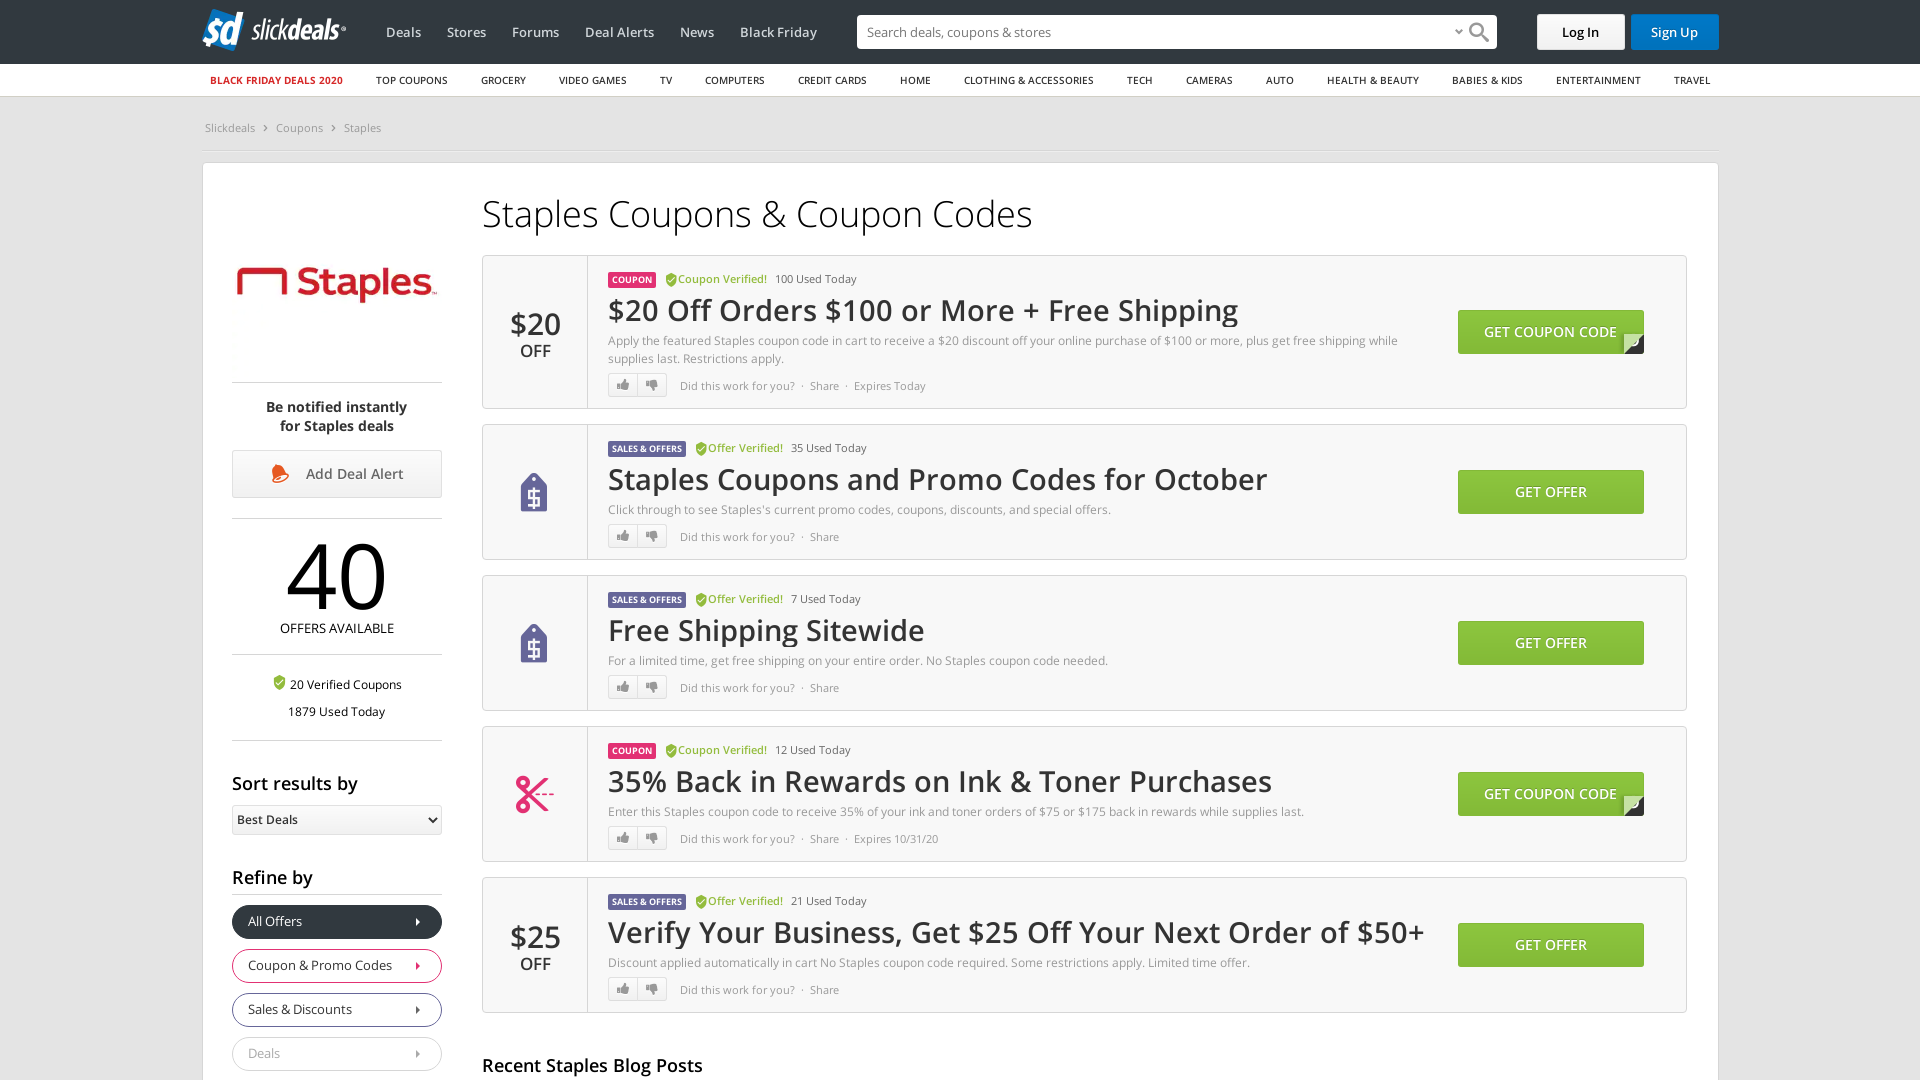 sd slickdeals
Deals Stores Forums Deal Alerts News Black Friday
Search deals, coupons & stores
Log In
Sign Up
BLACK FRIDAY DEALS 2020 TOP COUPONS GROCERY VIDEO GAMES TV COMPUTERS CREDIT CARDS HOME CLOTHING & ACCESSORIES TECH CAMERAS AUTO HEALTH & BEAUTY BABIES & KIDS ENTERTAINMENT TRAVEL
Slickdeals > Coupons > Staples
Staples
Be notified instantly
for Staples deals
Add Deal Alert
40
OFFERS AVAILABLE
20 Verified Coupons
1879 Used Today
Sort results by
Best Deals
Refine by
All Offers
Coupon & Promo Codes
Sales & Discounts
Deals
Staples Coupons & Coupon Codes
$20
OFF
COUPON Coupon Verified! 100 Used Today
$20 Off Orders $100 or More + Free Shipping
Apply the featured Staples coupon code in cart to receive a $20 discount off your online purchase of $100 or more, plus get free shipping while
supplies last. Restrictions apply.
Did this work for you? · Share · Expires Today
GET COUPON CODE
SALES & OFFERS Offer Verified! 35 Used Today
Staples Coupons and Promo Codes for October
Click through to see Staples's current promo codes, coupons, discounts, and special offers.
Did this work for you? · Share
GET OFFER
SALES & OFFERS Offer Verified! 7 Used Today
Free Shipping Sitewide
For a limited time, get free shipping on your entire order. No Staples coupon code needed.
Did this work for you? · Share
GET OFFER
COUPON Coupon Verified! 12 Used Today
35% Back in Rewards on Ink & Toner Purchases
Enter this Staples coupon code to receive 35% of your ink and toner orders of $75 or $175 back in rewards while supplies last.
Did this work for you? · Share · Expires 10/31/20
GET COUPON CODE
$25
OFF
SALES & OFFERS Offer Verified! 21 Used Today
Verify Your Business, Get $25 Off Your Next Order of $50+
Discount applied automatically in cart No Staples coupon code required. Some restrictions apply. Limited time offer.
Did this work for you? · Share
GET OFFER
Recent Staples Blog Posts